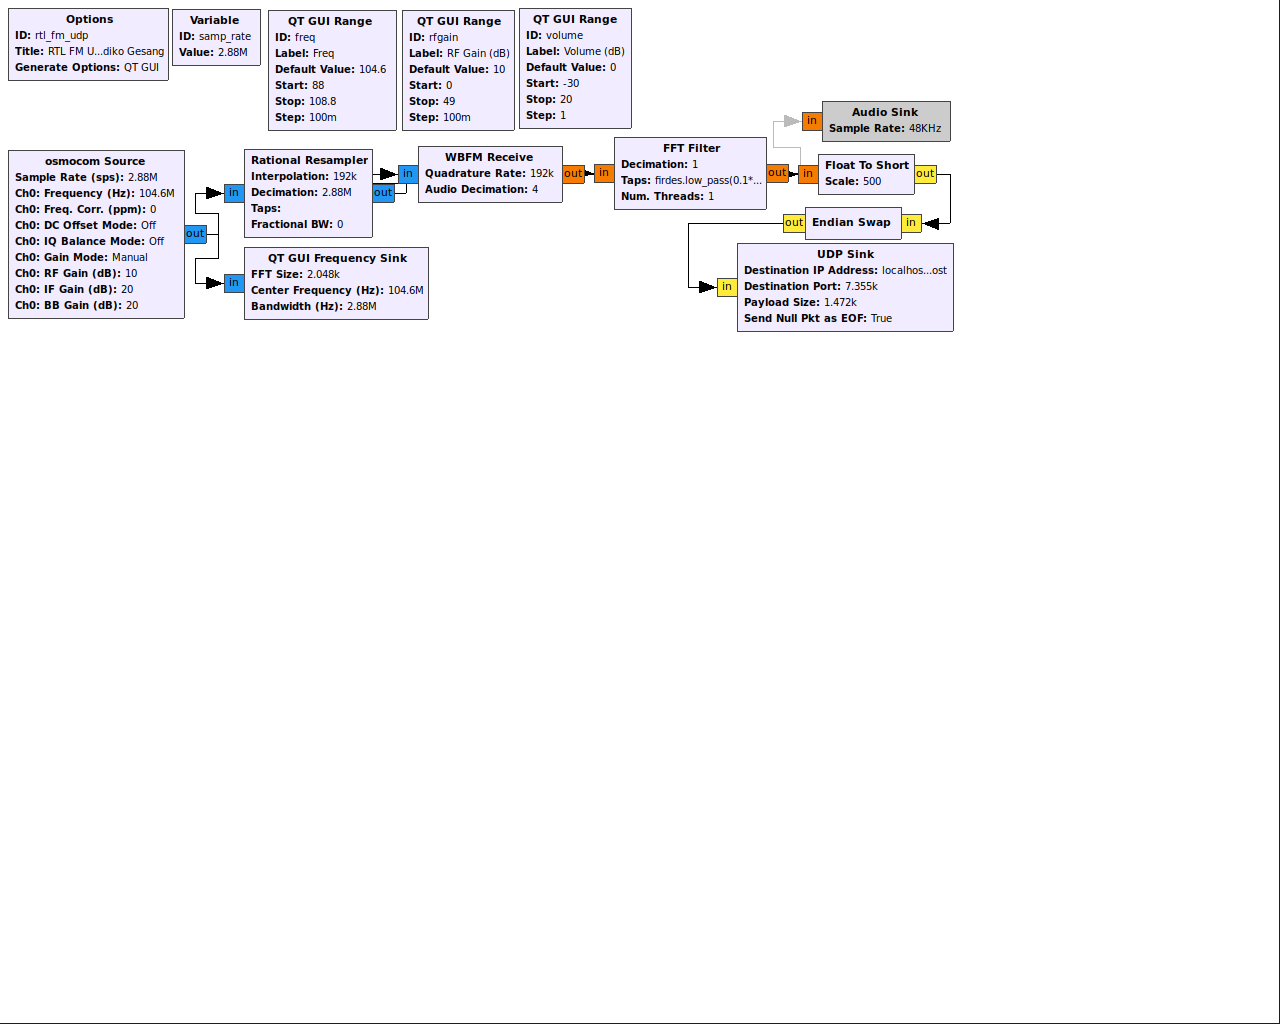 Options
ID: rtl_fm_udp
Title: RTL FM U...diko Gesang
Generate Options: QT GUI
Variable
ID: samp_rate
Value: 2.88M
QT GUI Range
ID: freq
Label: Freq
Default Value: 104.6
Start: 88
Stop: 108.8
Step: 100m
QT GUI Range
ID: rfgain
Label: RF Gain (dB)
Default Value: 10
Start: 0
Stop: 49
Step: 100m
QT GUI Range
ID: volume
Label: Volume (dB)
Default Value: 0
Start: -30
Stop: 20
Step: 1
in
Audio Sink
Sample Rate: 48KHz
osmocom Source
Sample Rate (sps): 2.88M
Ch0: Frequency (Hz): 104.6M
Ch0: Freq. Corr. (ppm): 0
Ch0: DC Offset Mode: Off
Ch0: IQ Balance Mode: Off
Ch0: Gain Mode: Manual
Ch0: RF Gain (dB): 10
Ch0: IF Gain (dB): 20
Ch0: BB Gain (dB): 20
out
in
Rational Resampler
Interpolation: 192k
Decimation: 2.88M
Taps:
Fractional BW: 0
out
in
WBFM Receive
Quadrature Rate: 192k
Audio Decimation: 4
out
in
FFT Filter
Decimation: 1
Taps: firdes.low_pass(0.1*...
Num. Threads: 1
out
in
Float To Short
Scale: 500
out
out
Endian Swap
in
in
QT GUI Frequency Sink
FFT Size: 2.048k
Center Frequency (Hz): 104.6M
Bandwidth (Hz): 2.88M
in
UDP Sink
Destination IP Address: localhos...ost
Destination Port: 7.355k
Payload Size: 1.472k
Send Null Pkt as EOF: True